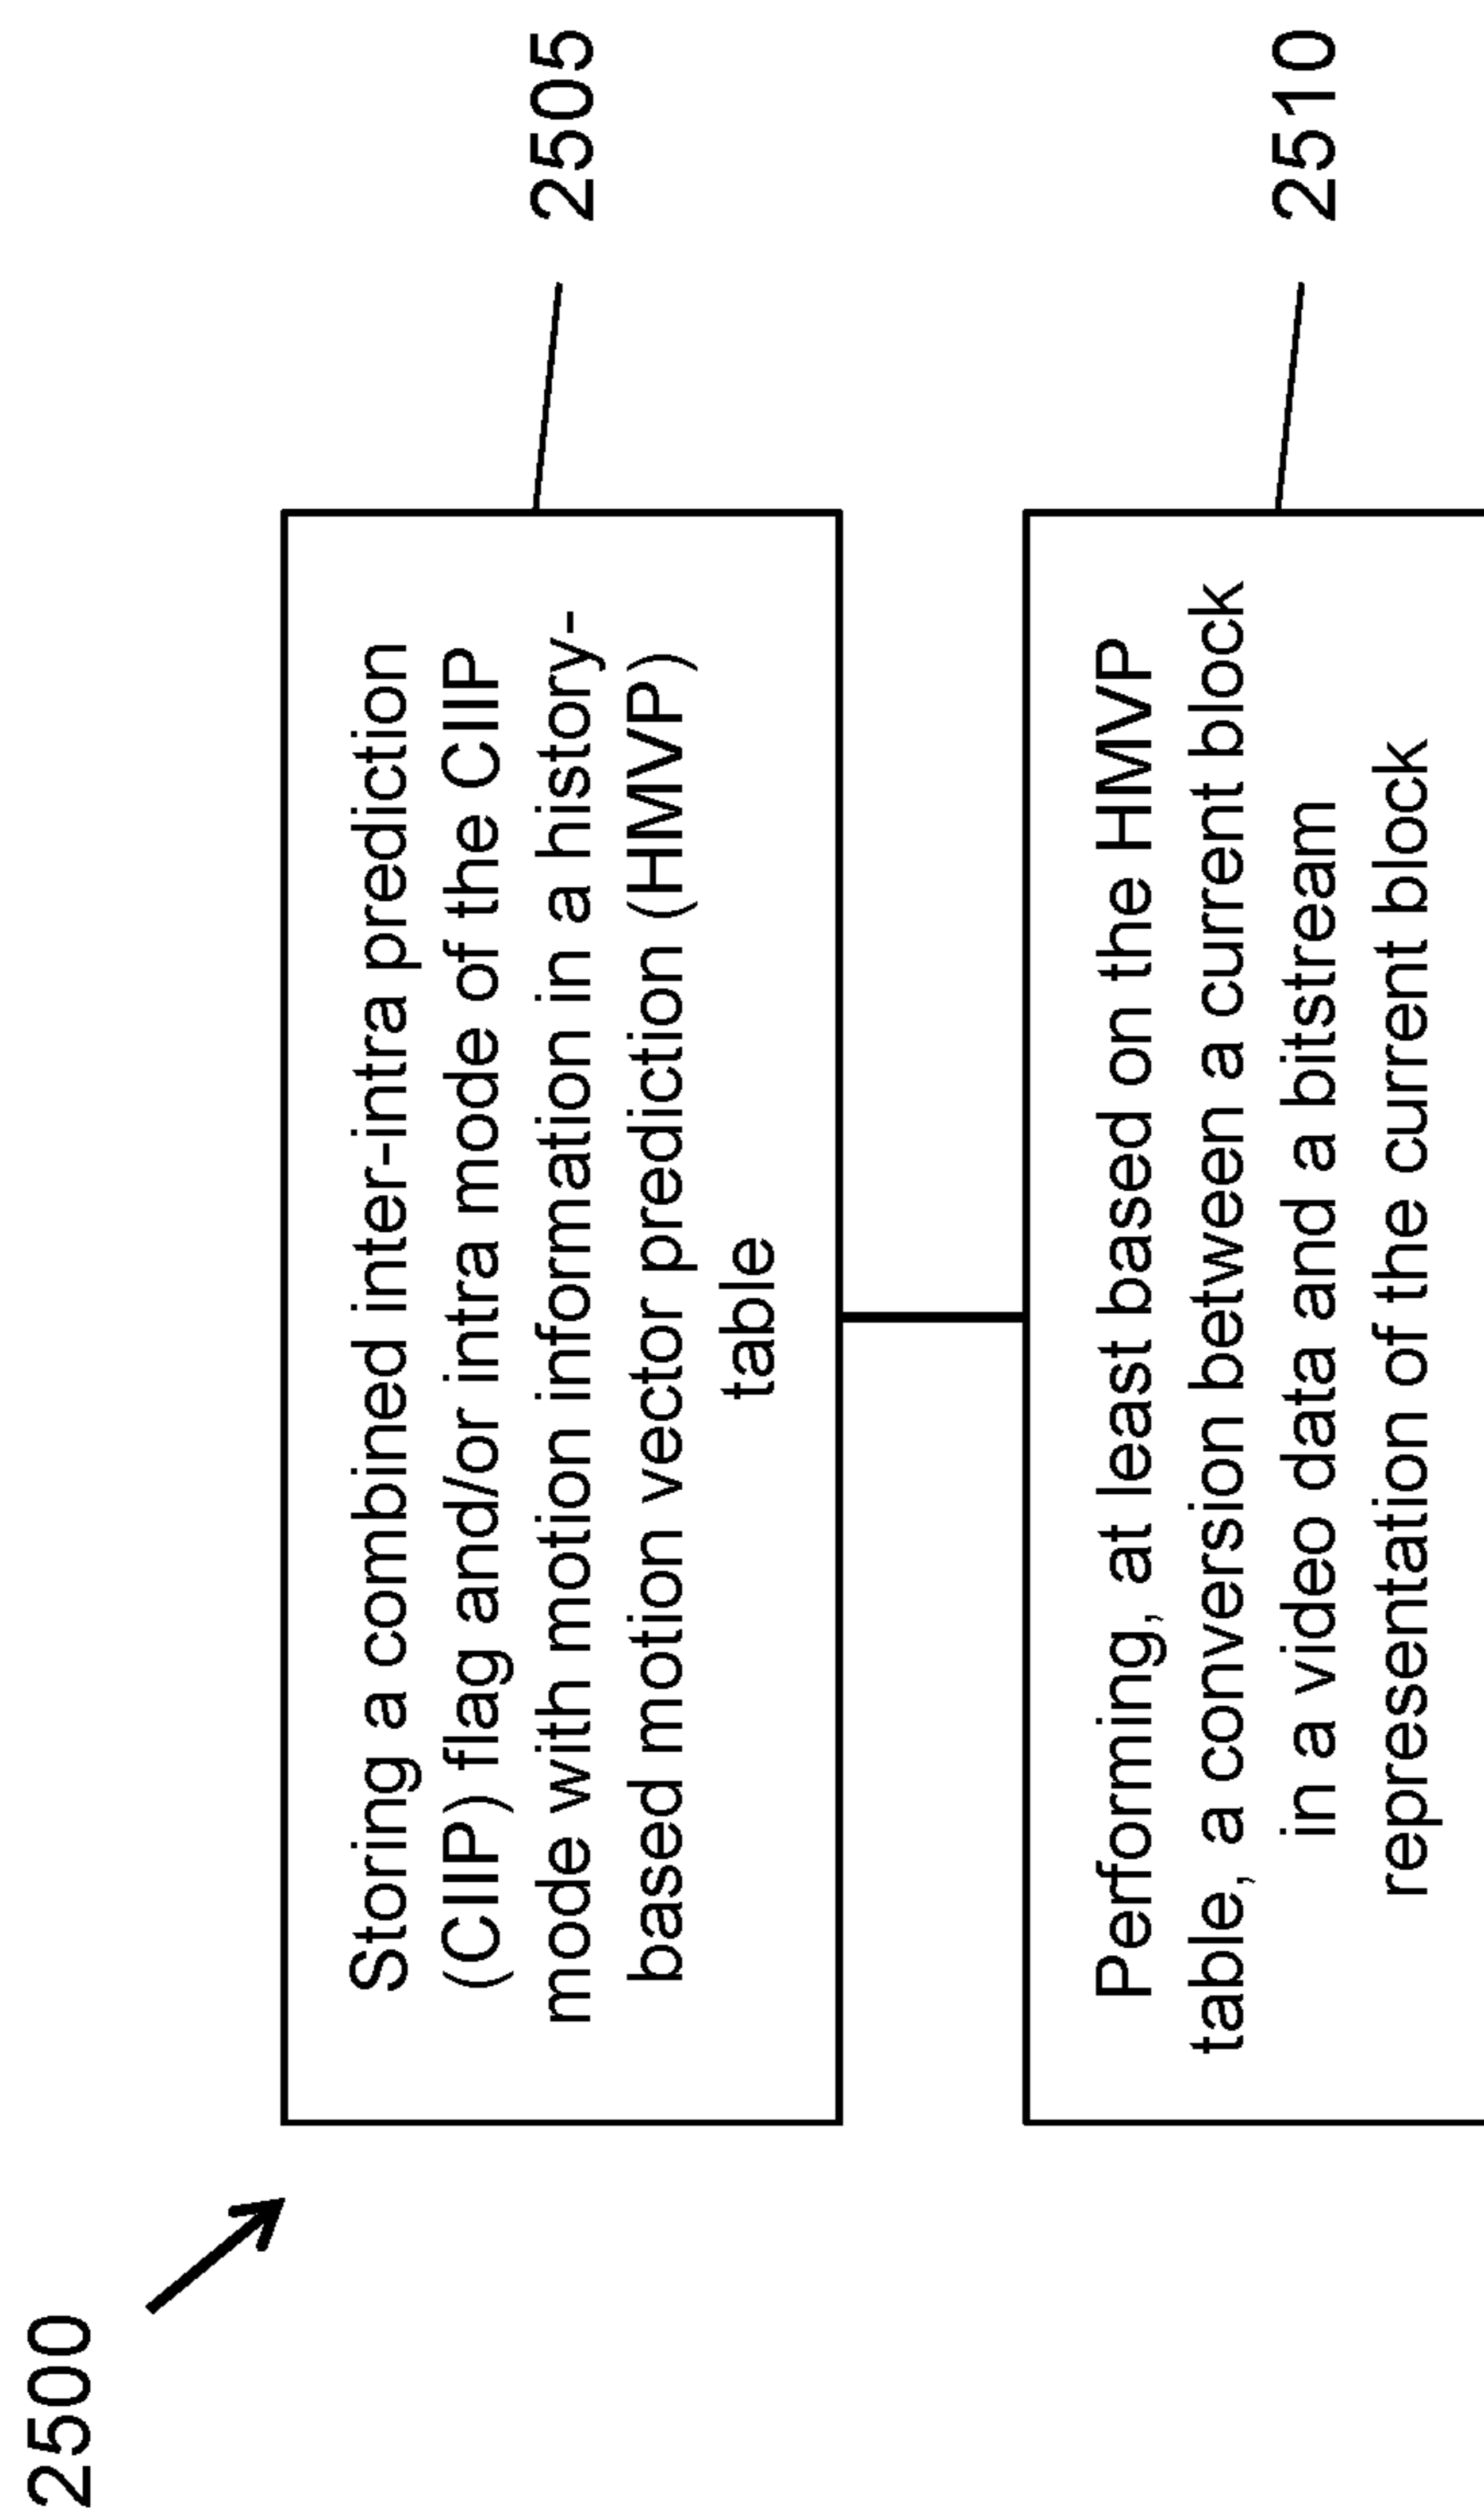 2500
Storing a combined inter-intra prediction
(CIIP) flag and/or intra mode of the CIIP
mode with motion information in a history-
based motion vector prediction (HMVP)
table
2505
Performing, at least based on the HMVP
table, a conversion between a current block
in a video data and a bitstream
representation of the current block
2510